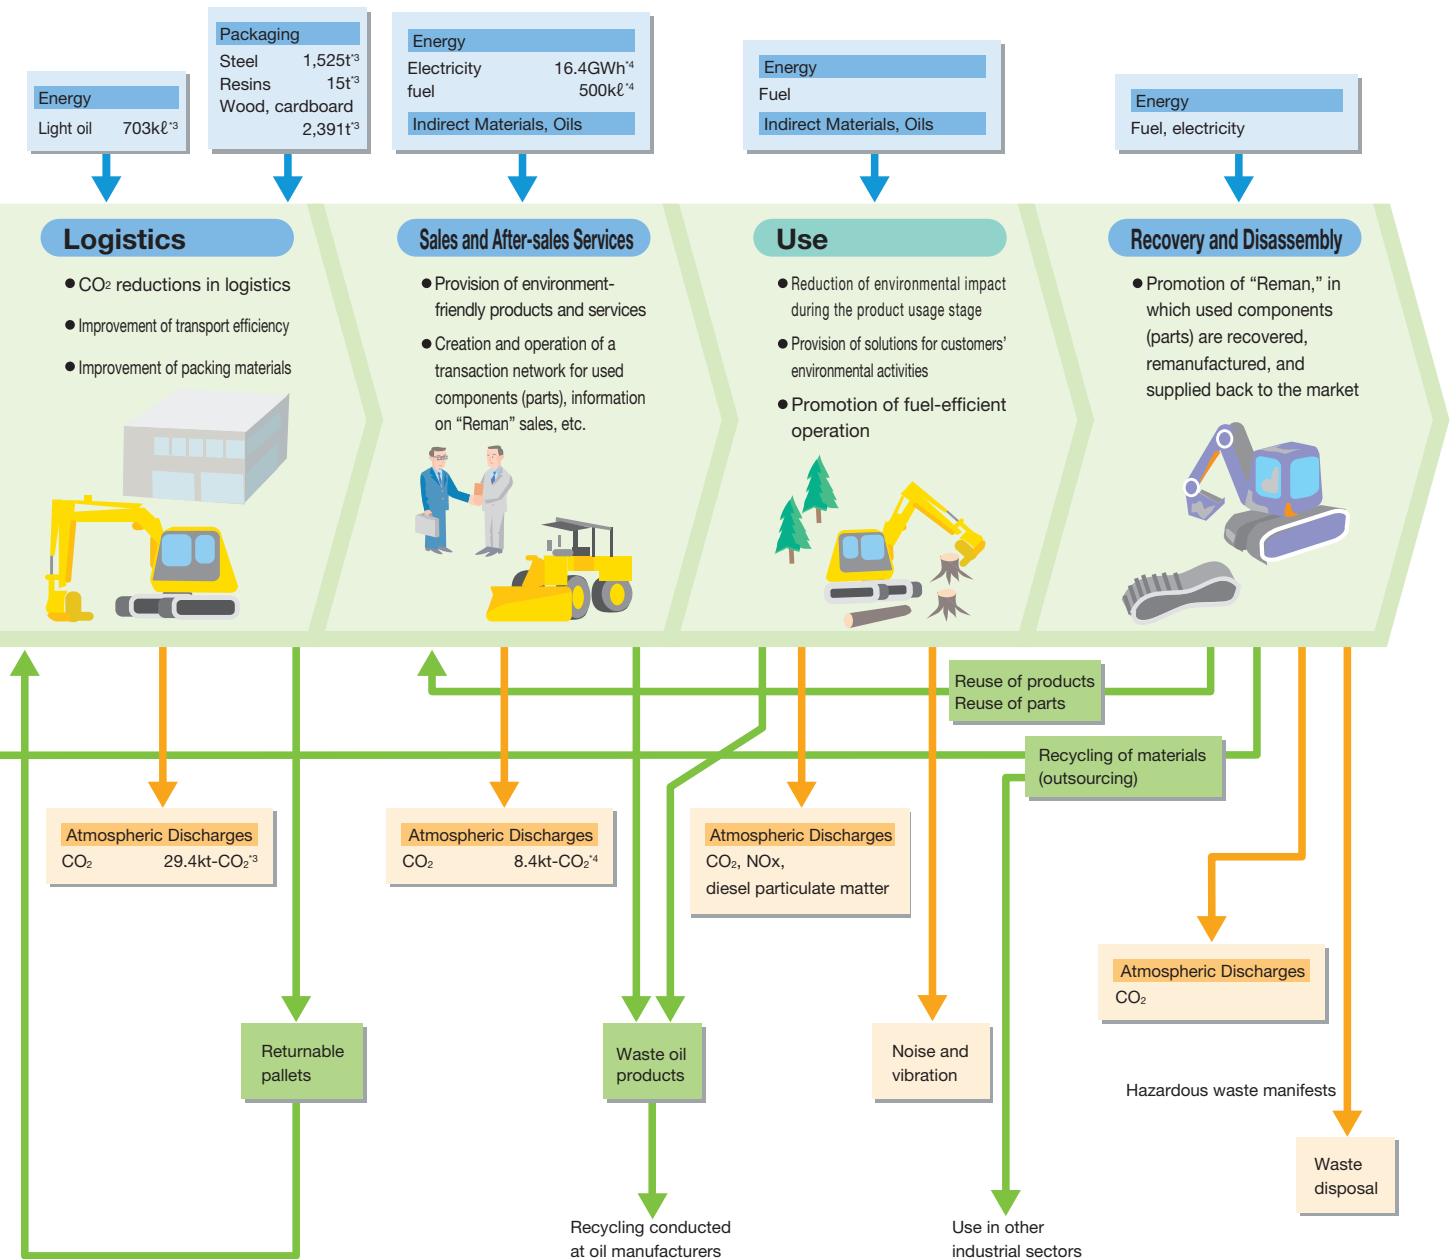 Energy
Light oil 703kℓ*3
Packaging
Steel 1,525t*3
Resins 15t*3
Wood, cardboard
2,391t*3
Energy
Electricity 16.4GWh*4
fuel 500kℓ*4
Indirect Materials, Oils
Energy
Fuel
Indirect Materials, Oils
Energy
Fuel, electricity
Logistics
● CO2 reductions in logistics
● Improvement of transport efficiency
● Improvement of packing materials
Sales and After-sales Services
● Provision of environment-
friendly products and services
● Creation and operation of a
transaction network for used
components (parts), information
on “Reman” sales, etc.
Use
● Reduction of environmental impact
during the product usage stage
● Provision of solutions for customers’
environmental activities
● Promotion of fuel-efficient
operation
Recovery and Disassembly
● Promotion of “Reman,” in
which used components
(parts) are recovered,
remanufactured, and
supplied back to the market
Reuse of products
Reuse of parts
Recycling of materials
(outsourcing)
Atmospheric Discharges
CO2 29.4kt-CO2*3
Atmospheric Discharges
CO2 8.4kt-CO2*4
Atmospheric Discharges
CO2, NOx,
diesel particulate matter
Atmospheric Discharges
CO2
Returnable
pallets
Waste oil
products
Noise and
vibration
Hazardous waste manifests
Waste
disposal
Recycling conducted
at oil manufacturers
Use in other
industrial sectors